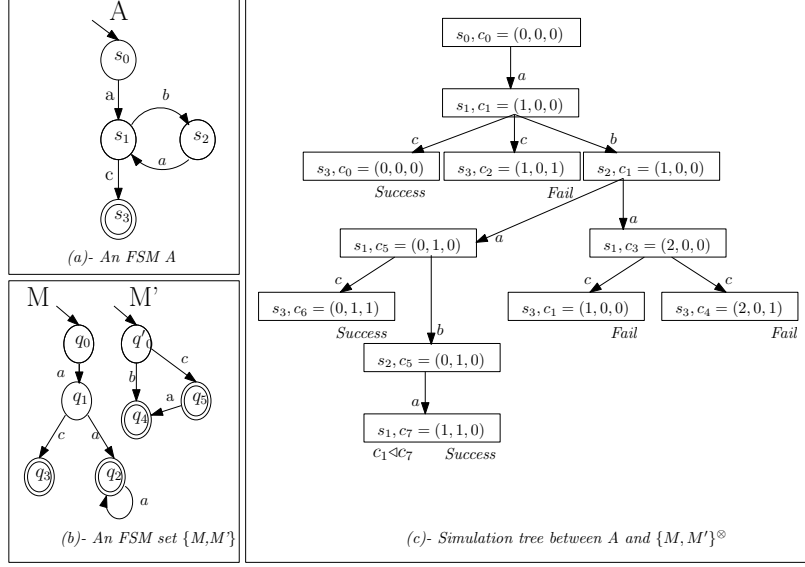 A
s₀
a
b
s₁
s₂
a
c
s₃
(a)- An FSM A
M
M'
q₀
q'₀
a
b
c
q₁
a
q₄
q₅
c
a
q₃
q₂
a
(b)- An FSM set {M,M'}
s₀, c₀ = (0, 0, 0)
a
s₁, c₁ = (1, 0, 0)
c
c
b
s₃, c₀ = (0, 0, 0)
s₃, c₂ = (1, 0, 1)
s₂, c₁ = (1, 0, 0)
Success
Fail
a
a
s₁, c₅ = (0, 1, 0)
s₁, c₃ = (2, 0, 0)
c
c
c
s₃, c₆ = (0, 1, 1)
s₃, c₁ = (1, 0, 0)
s₃, c₄ = (2, 0, 1)
Success
b
Fail
Fail
s₂, c₅ = (0, 1, 0)
a
s₁, c₇ = (1, 1, 0)
c₁⊲c₇
Success
(c)- Simulation tree between A and {M, M′}⊗